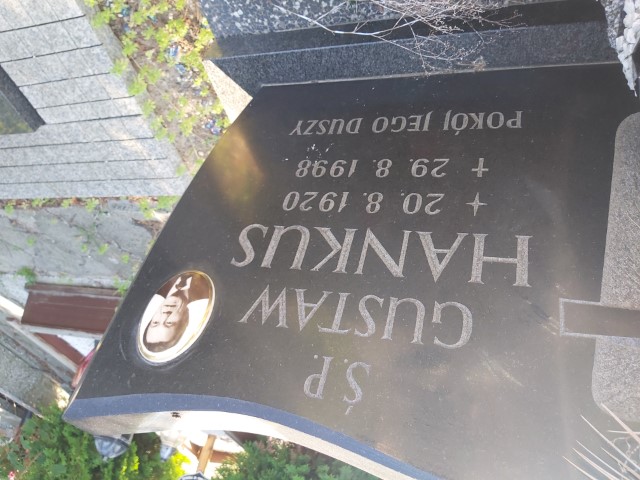 Ś.P.
GUSTAW
HANKUS
✦ 20. 8. 1920
✝ 29. 8. 1998
POKÓJ JEGO DUSZY